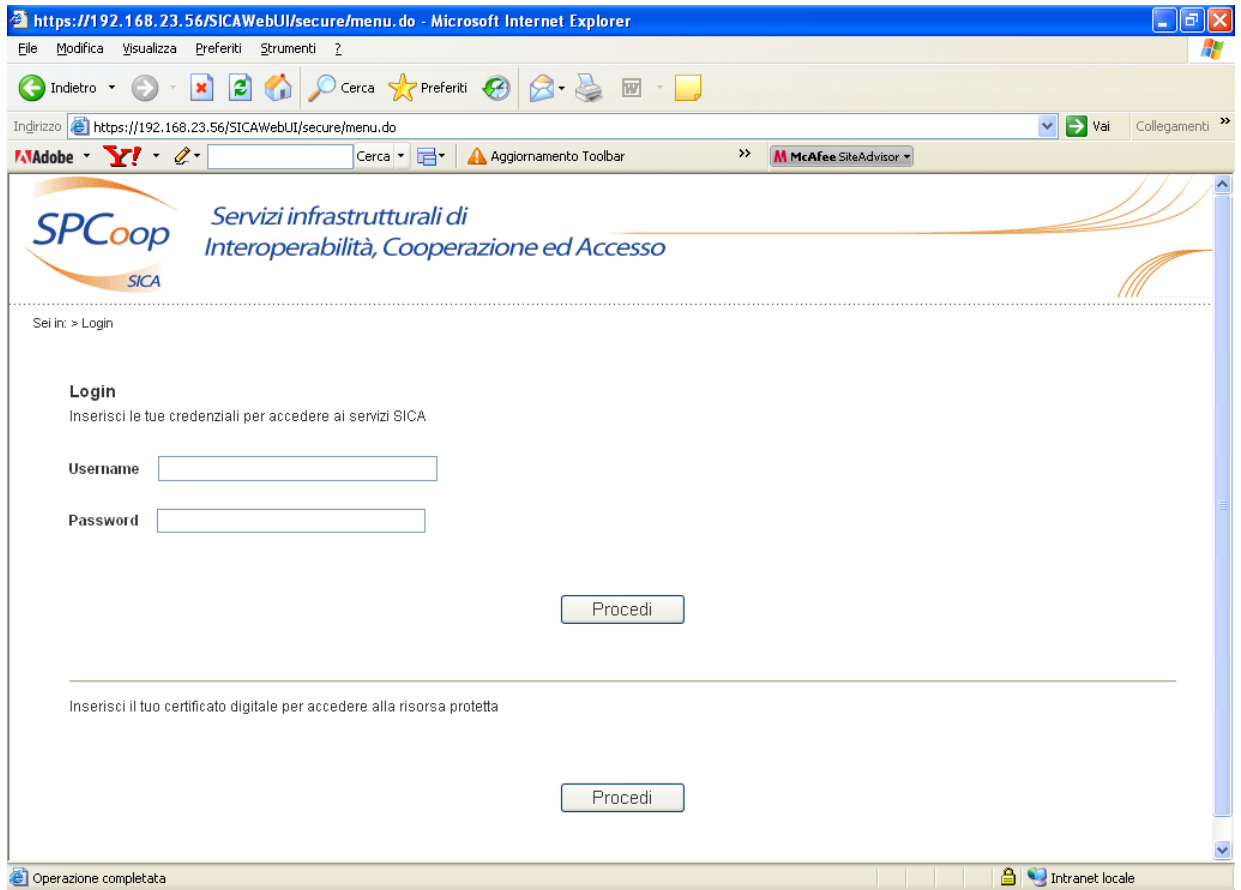 https://192.168.23.56/SICAWebUI/secure/menu.do - Microsoft Internet Explorer
File Modifica Visualizza Preferiti Strumenti ?
Indietro Cerca Preferiti
Indirizzo https://192.168.23.56/SICAWebUI/secure/menu.do Vai Collegamenti »
Adobe Y! Cerca Aggiornamento Toolbar » McAfee SiteAdvisor
SPCoop
SICA
Servizi infrastrutturali di
Interoperabilità, Cooperazione ed Accesso
Sei in: > Login
Login
Inserisci le tue credenziali per accedere ai servizi SICA
Username
Password
Procedi
Inserisci il tuo certificato digitale per accedere alla risorsa protetta
Procedi
Operazione completata Intranet locale